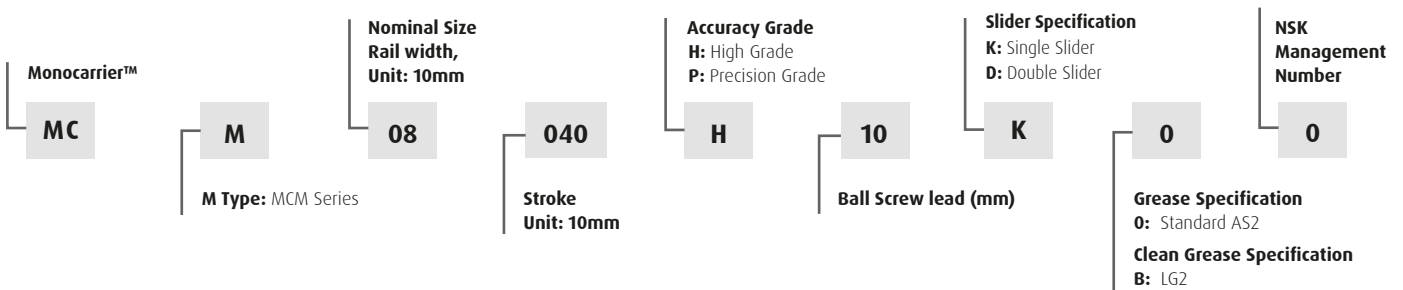 Monocarrier™
MC
M
M Type: MCM Series
Nominal Size
Rail width,
Unit: 10mm
08
040
Stroke
Unit: 10mm
Accuracy Grade
H: High Grade
P: Precision Grade
H
10
Ball Screw lead (mm)
Slider Specification
K: Single Slider
D: Double Slider
K
0
Grease Specification
0: Standard AS2
Clean Grease Specification
B: LG2
NSK
Management
Number
0